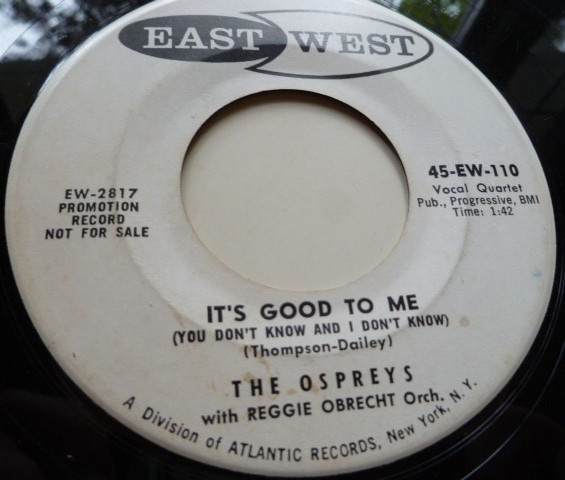 EAST WEST
45-EW-110
Vocal Quartet
Pub., Progressive, BMI
Time: 1:42
EW-2817
PROMOTION
RECORD
NOT FOR SALE
IT'S GOOD TO ME
(YOU DON'T KNOW AND I DON'T KNOW)
(Thompson-Dailey)
THE OSPREYS
with REGGIE OBRECHT Orch.
A Division of ATLANTIC RECORDS, New York, N. Y.